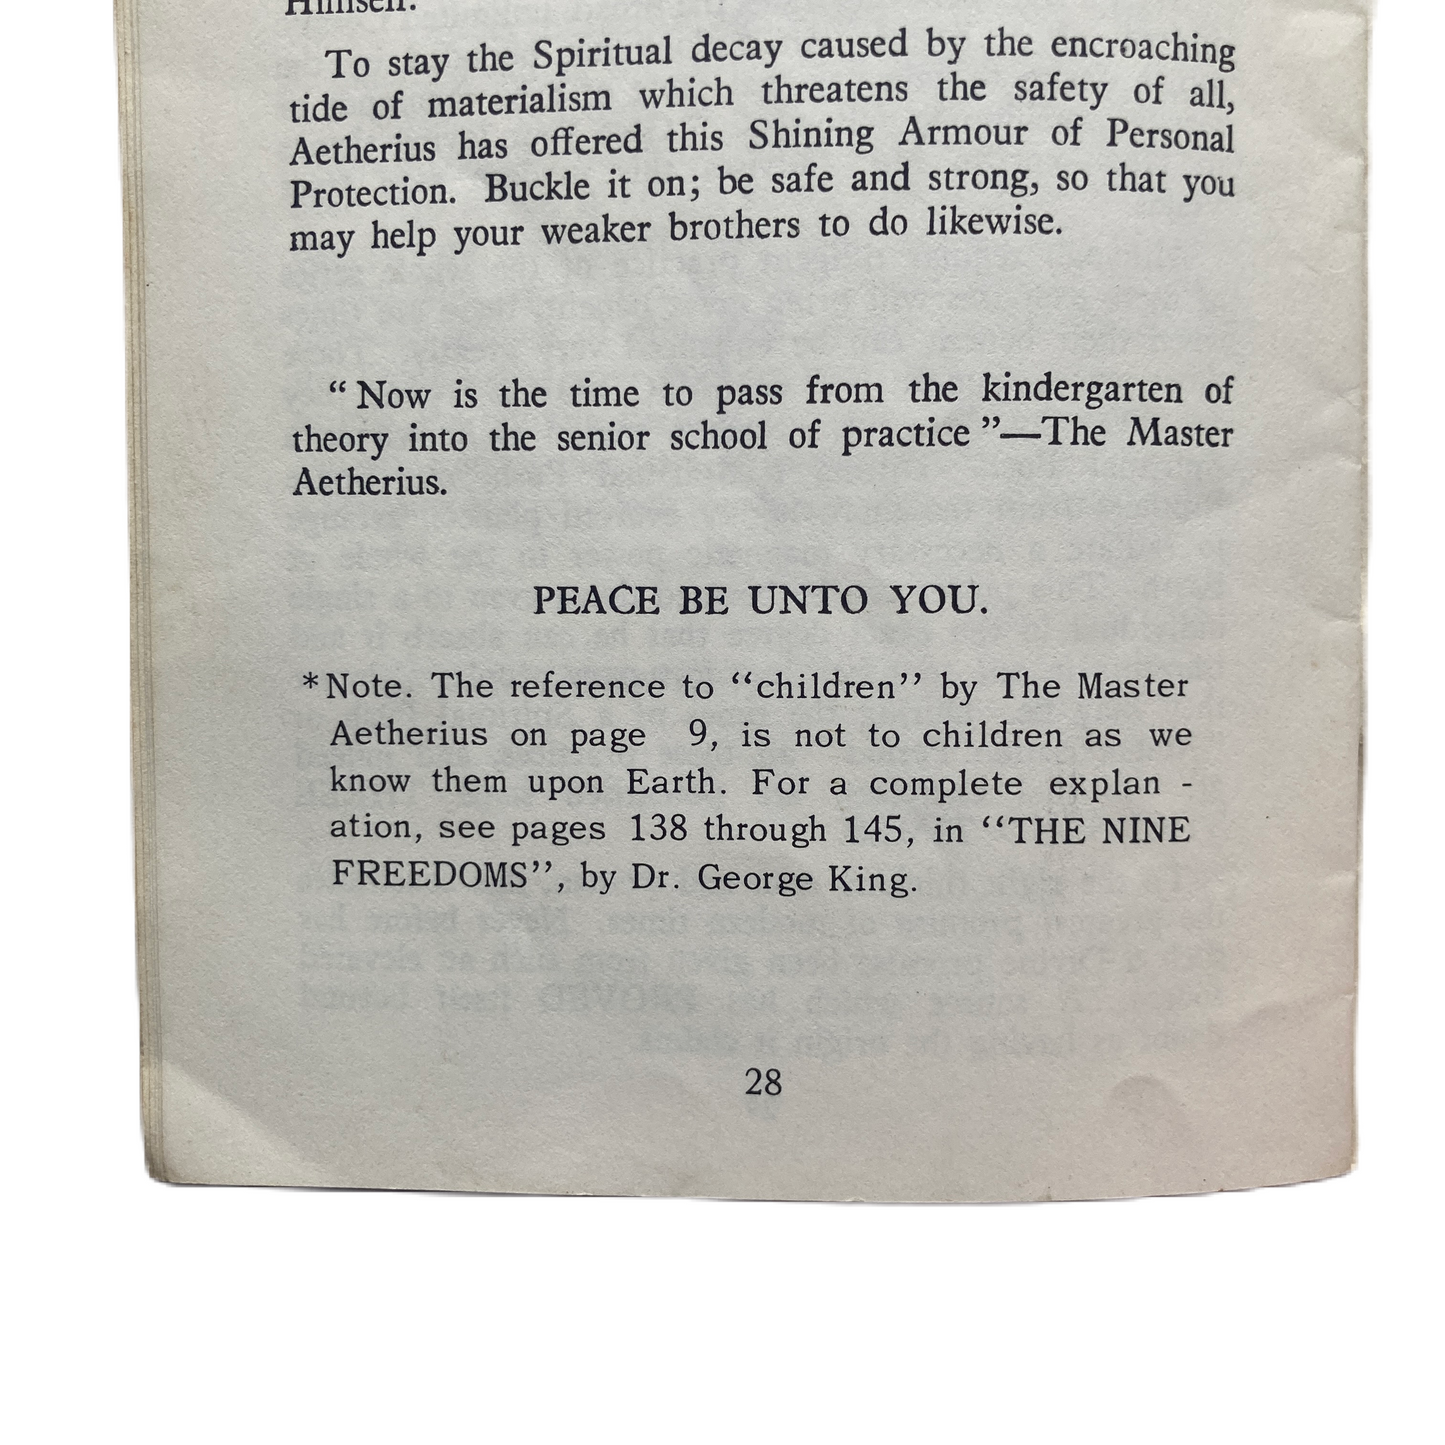 Himself.
To stay the Spiritual decay caused by the encroaching
tide of materialism which threatens the safety of all,
Aetherius has offered this Shining Armour of Personal
Protection. Buckle it on; be safe and strong, so that you
may help your weaker brothers to do likewise.
“Now is the time to pass from the kindergarten of
theory into the senior school of practice”—The Master
Aetherius.
PEACE BE UNTO YOU.
*Note. The reference to “children” by The Master
Aetherius on page 9, is not to children as we
know them upon Earth. For a complete explan -
ation, see pages 138 through 145, in “THE NINE
FREEDOMS”, by Dr. George King.
28